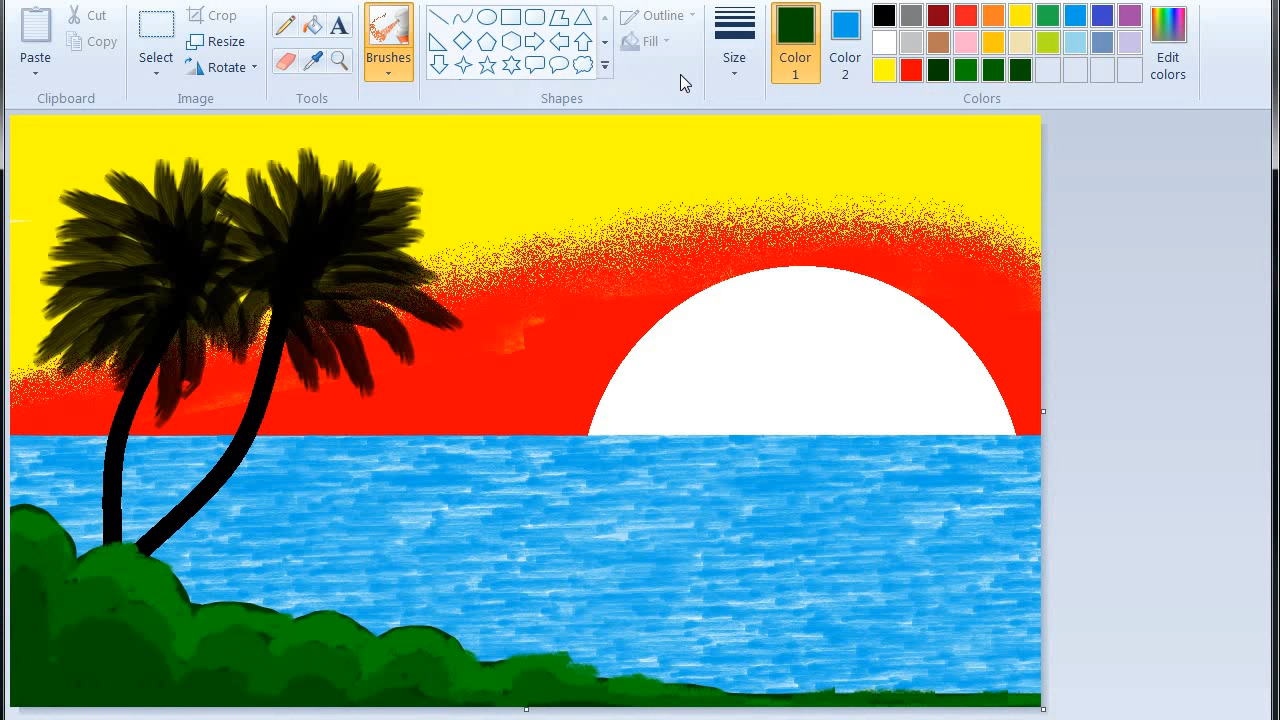 Cut
Crop
Outline
Copy
Resize
Fill
Paste
Select
Rotate
A
Brushes
Size
Color
1
Color
2
Edit
colors
Clipboard
Image
Tools
Shapes
Colors